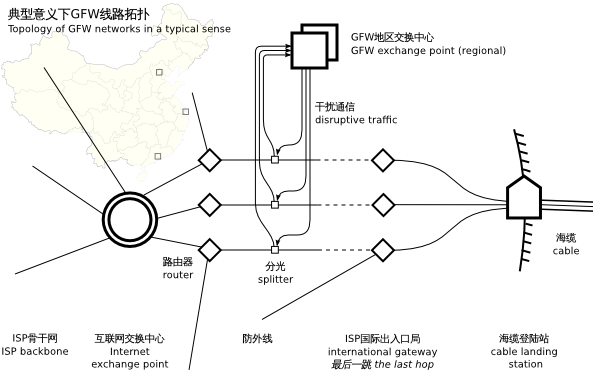 典型意义下GFW线路拓扑
Topology of GFW networks in a typical sense
GFW地区交换中心
GFW exchange point (regional)
干扰通信
disruptive traffic
路由器
router
分光
splitter
海缆
cable
ISP骨干网
ISP backbone
互联网交换中心
Internet
exchange point
防外线
ISP国际出入口局
international gateway
最后一跳 the last hop
海缆登陆站
cable landing
station